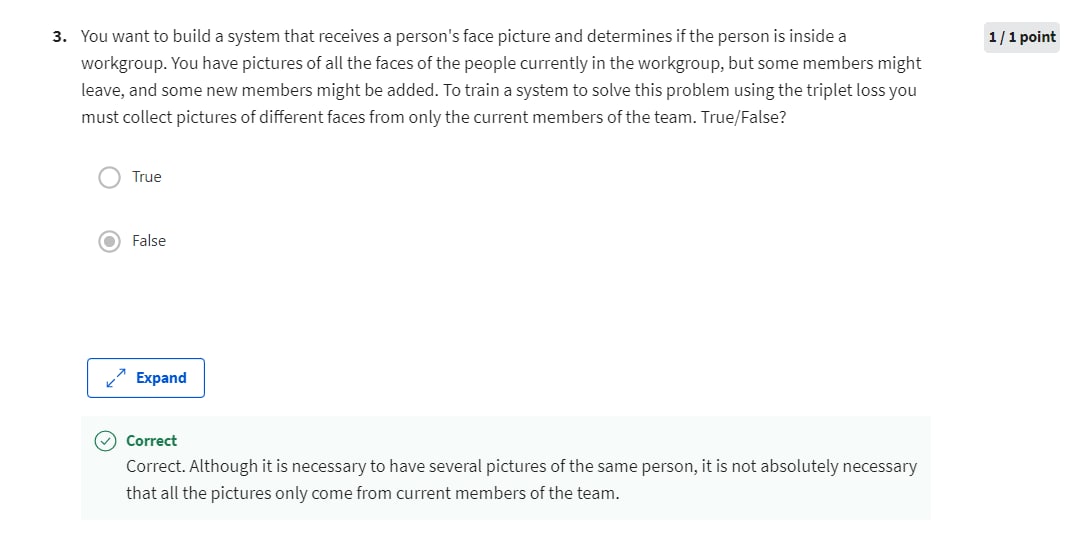 3. You want to build a system that receives a person's face picture and determines if the person is inside a
1 / 1 point
workgroup. You have pictures of all the faces of the people currently in the workgroup, but some members might
leave, and some new members might be added. To train a system to solve this problem using the triplet loss you
must collect pictures of different faces from only the current members of the team. True/False?
True
False
Expand
Correct
Correct. Although it is necessary to have several pictures of the same person, it is not absolutely necessary
that all the pictures only come from current members of the team.